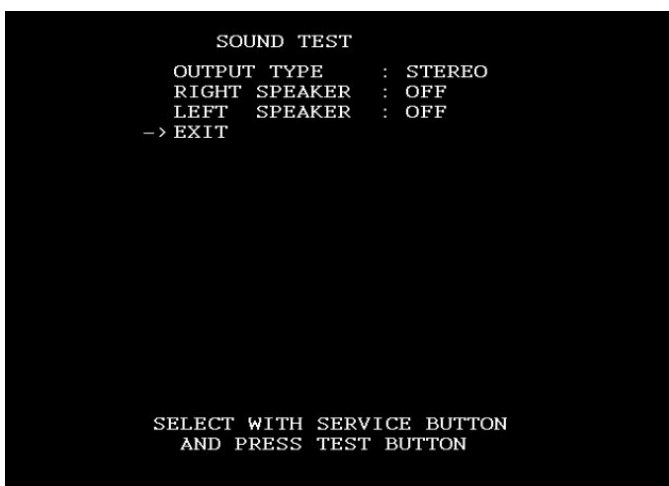 SOUND TEST
OUTPUT TYPE : STEREO
RIGHT SPEAKER : OFF
LEFT SPEAKER : OFF
–> EXIT
SELECT WITH SERVICE BUTTON
AND PRESS TEST BUTTON